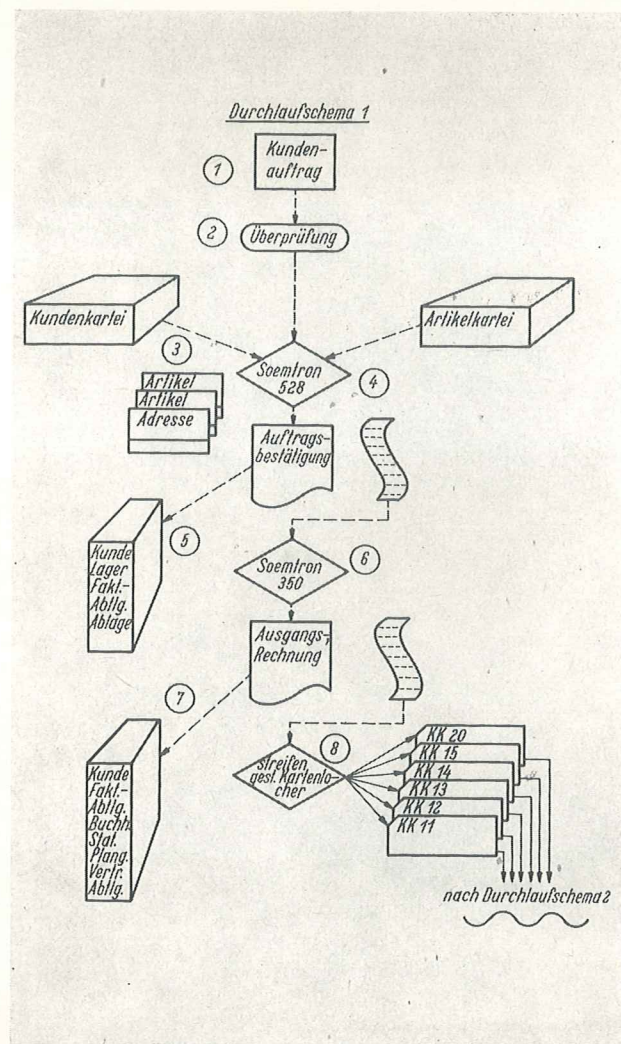 Durchlaufschema 1
1
Kunden-
auftrag
2
Überprüfung
Kundenkartei
Artikelkartei
3
Soemtron
528
4
Artikel
Artikel
Adresse
Auftrags-
bestätigung
5
Kunde
Lager
Fakt.-
Abtlg.
Ablage
6
Soemtron
350
Ausgangs-
Rechnung
7
8
Streifen
gest. Kartenlo-
cher
KK 20
KK 15
KK 14
KK 13
KK 12
KK 11
Kunde
Fakt.-
Abtlg.
Buchh.
Stat.
Plang.
Vertr.
Abtlg.
nach Durchlaufschema 2